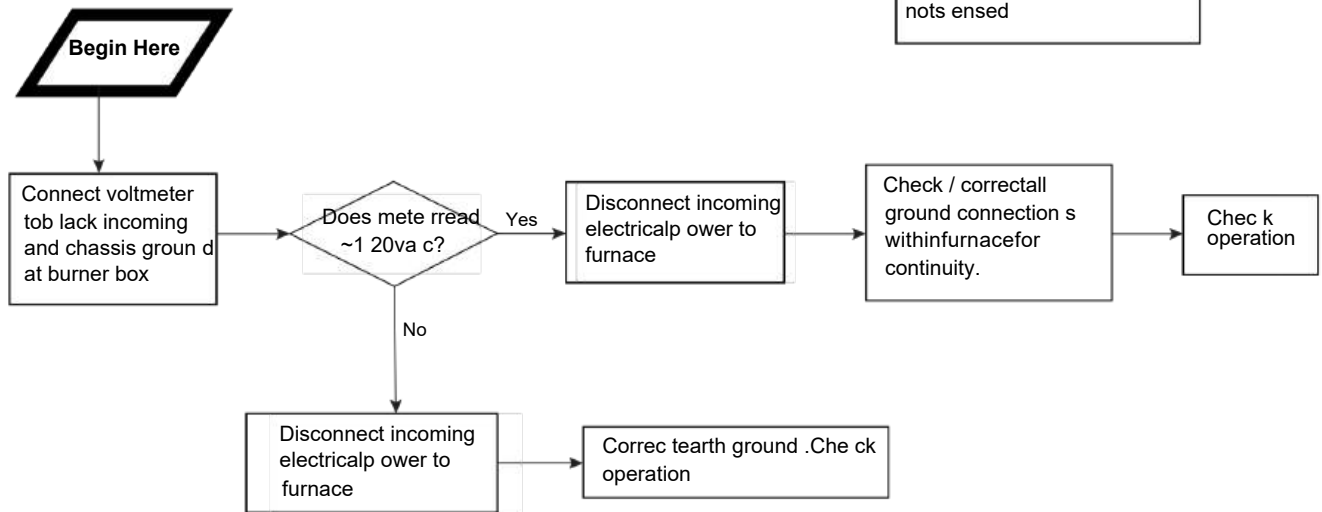 nots ensed
Begin Here
Connect voltmeter
tob lack incoming
and chassis groun d
at burner box
Does mete rread
~1 20va c?
Yes
Disconnect incoming
electricalp ower to
furnace
Check / correctall
ground connection s
withinfurnacefor
continuity.
Chec k
operation
No
Disconnect incoming
electricalp ower to
furnace
Correc tearth ground .Che ck
operation